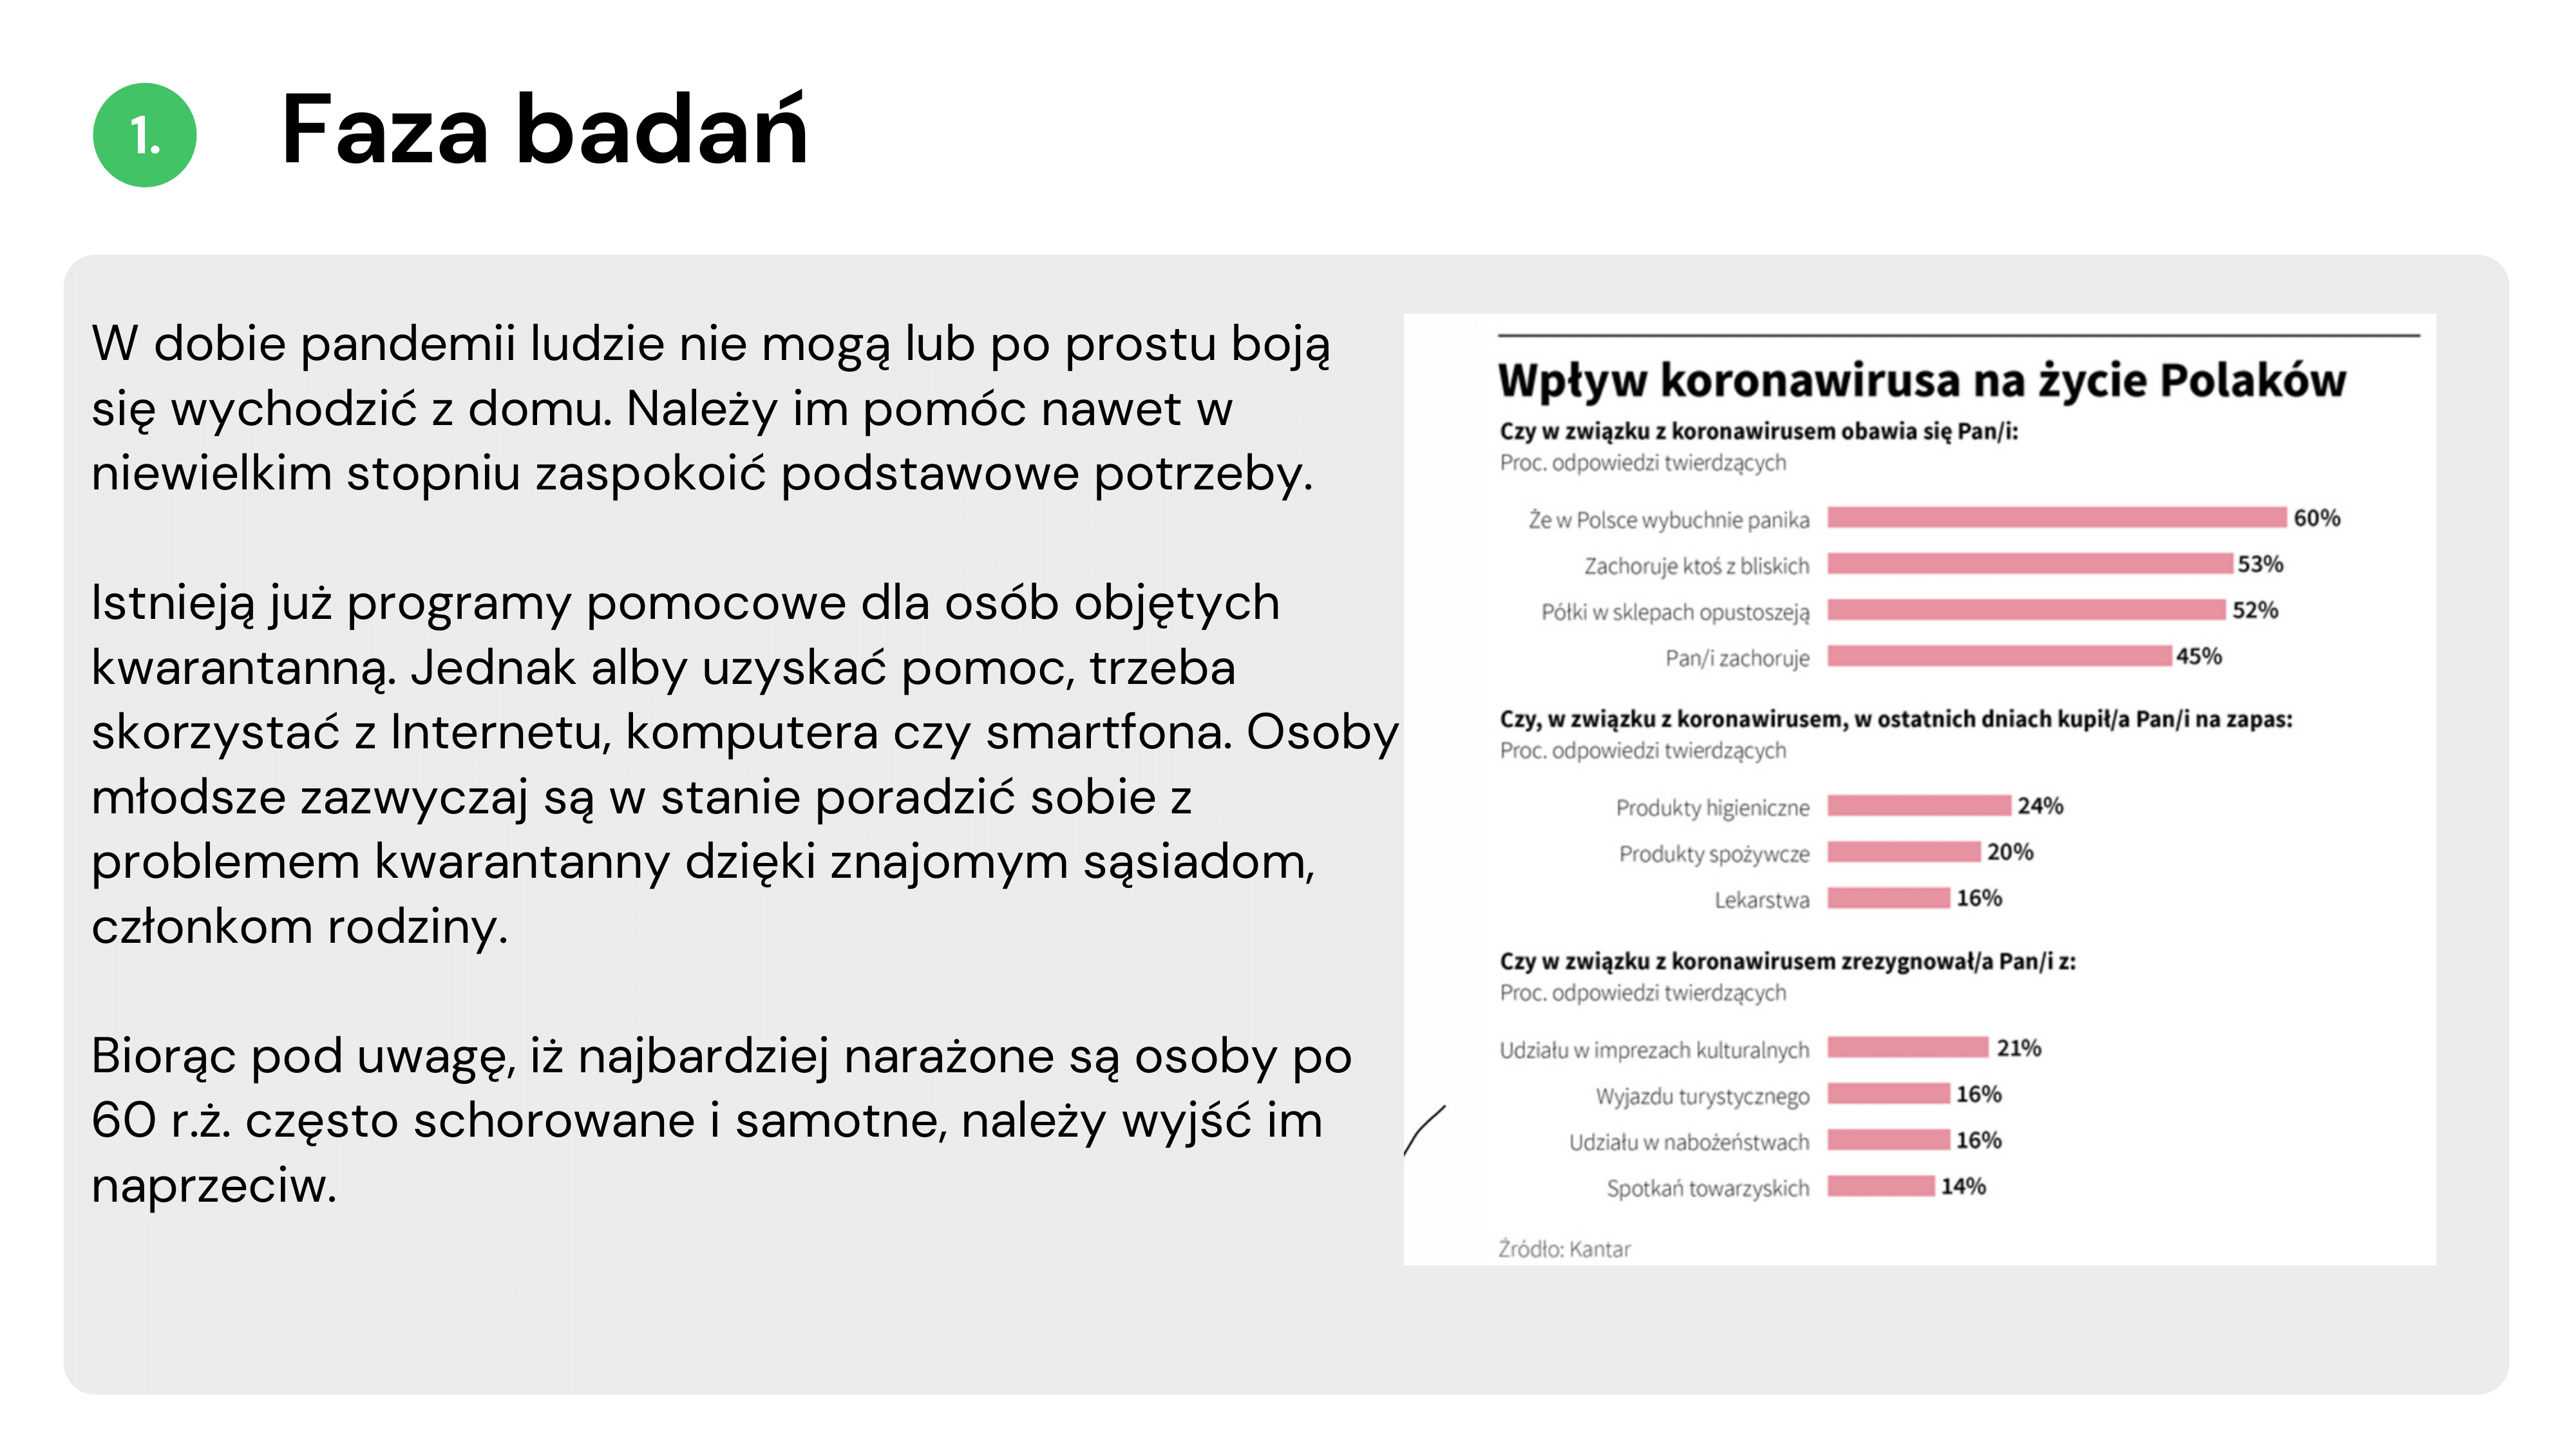 1.
Faza badań
W dobie pandemii ludzie nie mogą lub po prostu boją
się wychodzić z domu. Należy im pomóc nawet w
niewielkim stopniu zaspokoić podstawowe potrzeby.
Istnieją już programy pomocowe dla osób objętych
kwarantanną. Jednak alby uzyskać pomoc, trzeba
skorzystać z Internetu, komputera czy smartfona. Osoby
młodsze zazwyczaj są w stanie poradzić sobie z
problemem kwarantanny dzięki znajomym sąsiadom,
członkom rodziny.
Biorąc pod uwagę, iż najbardziej narażone są osoby po
60 r.ż. często schorowane i samotne, należy wyjść im
naprzeciw.
Wpływ koronawirusa na życie Polaków
Czy w związku z koronawirusem obawia się Pan/i:
Proc. odpowiedzi twierdzących
Że w Polsce wybuchnie panika 60%
Zachoruje ktoś z bliskich 53%
Półki w sklepach opustoszeją 52%
Pan/i zachoruje 45%
Czy, w związku z koronawirusem, w ostatnich dniach kupił/a Pan/i na zapas:
Proc. odpowiedzi twierdzących
Produkty higieniczne 24%
Produkty spożywcze 20%
Lekarstwa 16%
Czy w związku z koronawirusem zrezygnował/a Pan/i z:
Proc. odpowiedzi twierdzących
Udziału w imprezach kulturalnych 21%
Wyjazdu turystycznego 16%
Udziału w nabożeństwach 16%
Spotkań towarzyskich 14%
Źródło: Kantar